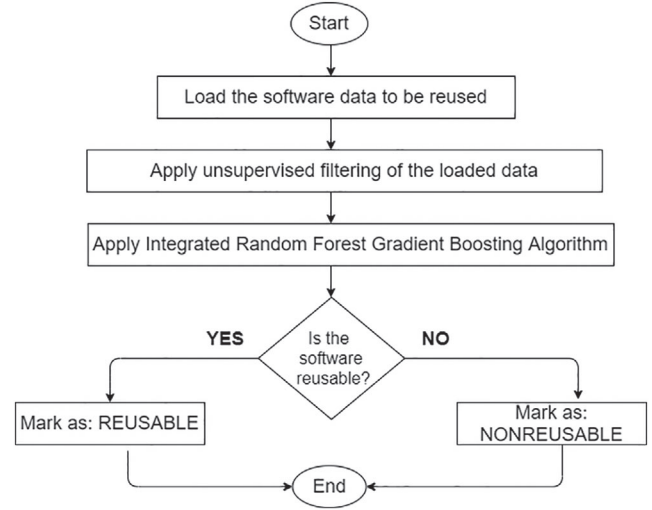 Start
Load the software data to be reused
Apply unsupervised filtering of the loaded data
Apply Integrated Random Forest Gradient Boosting Algorithm
YES
Is the
software
reusable?
NO
Mark as: REUSABLE
Mark as:
NONREUSABLE
End